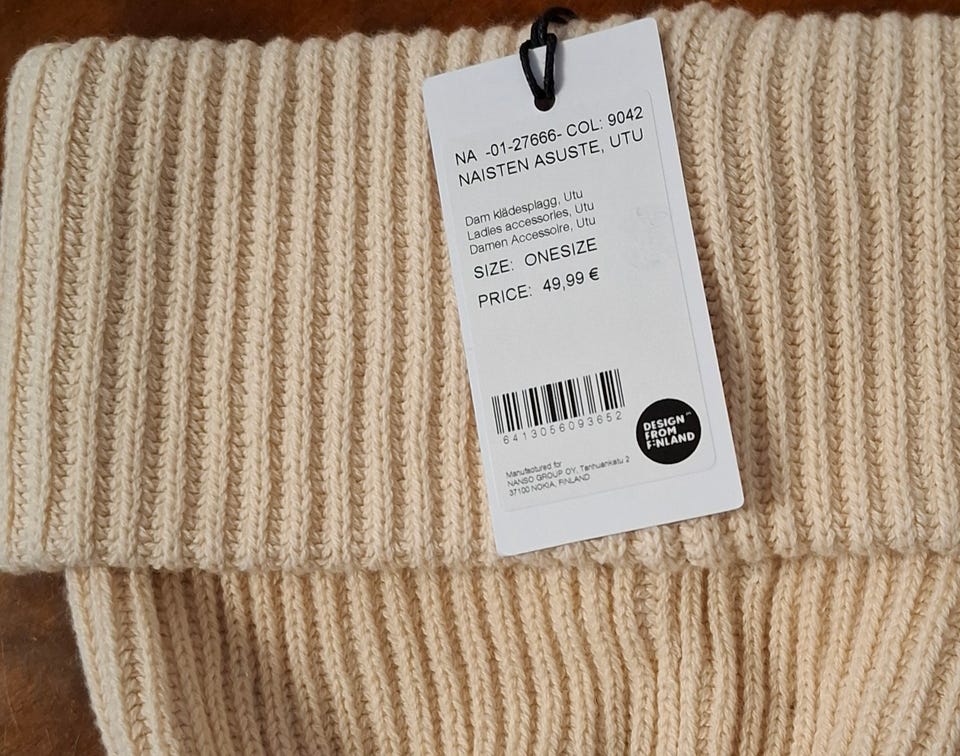 NA -01-27666- COL: 9042
NAISTEN ASUSTE, UTU
Dam klädesplagg, Utu
Ladies accessories, Utu
Damen Accessoire, Utu
SIZE: ONESIZE
PRICE: 49,99 €
6413056093652
DESIGN
FROM
FINLAND
Manufactured for
NANSO GROUP OY, Tanhuankatu 2
37100 NOKIA, FINLAND